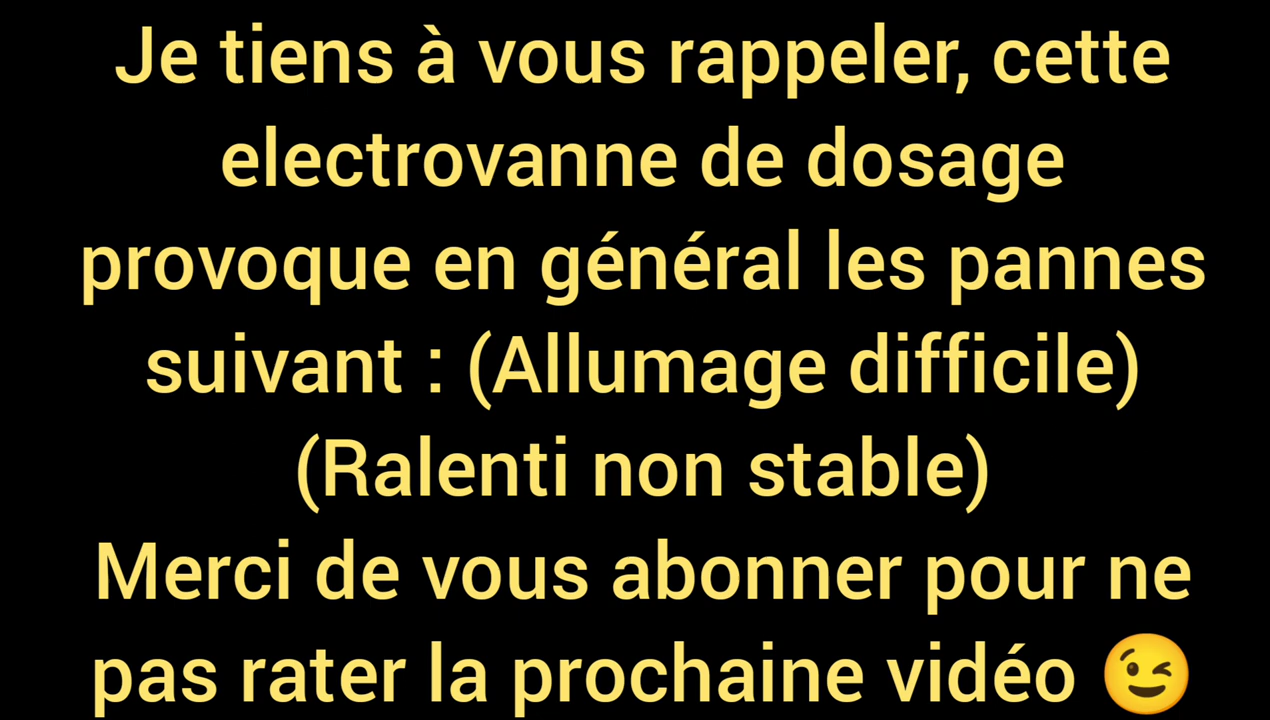 Je tiens à vous rappeler, cette
electrovanne de dosage
provoque en général les pannes
suivant : (Allumage difficile)
(Ralenti non stable)
Merci de vous abonner pour ne
pas rater la prochaine vidéo 😉